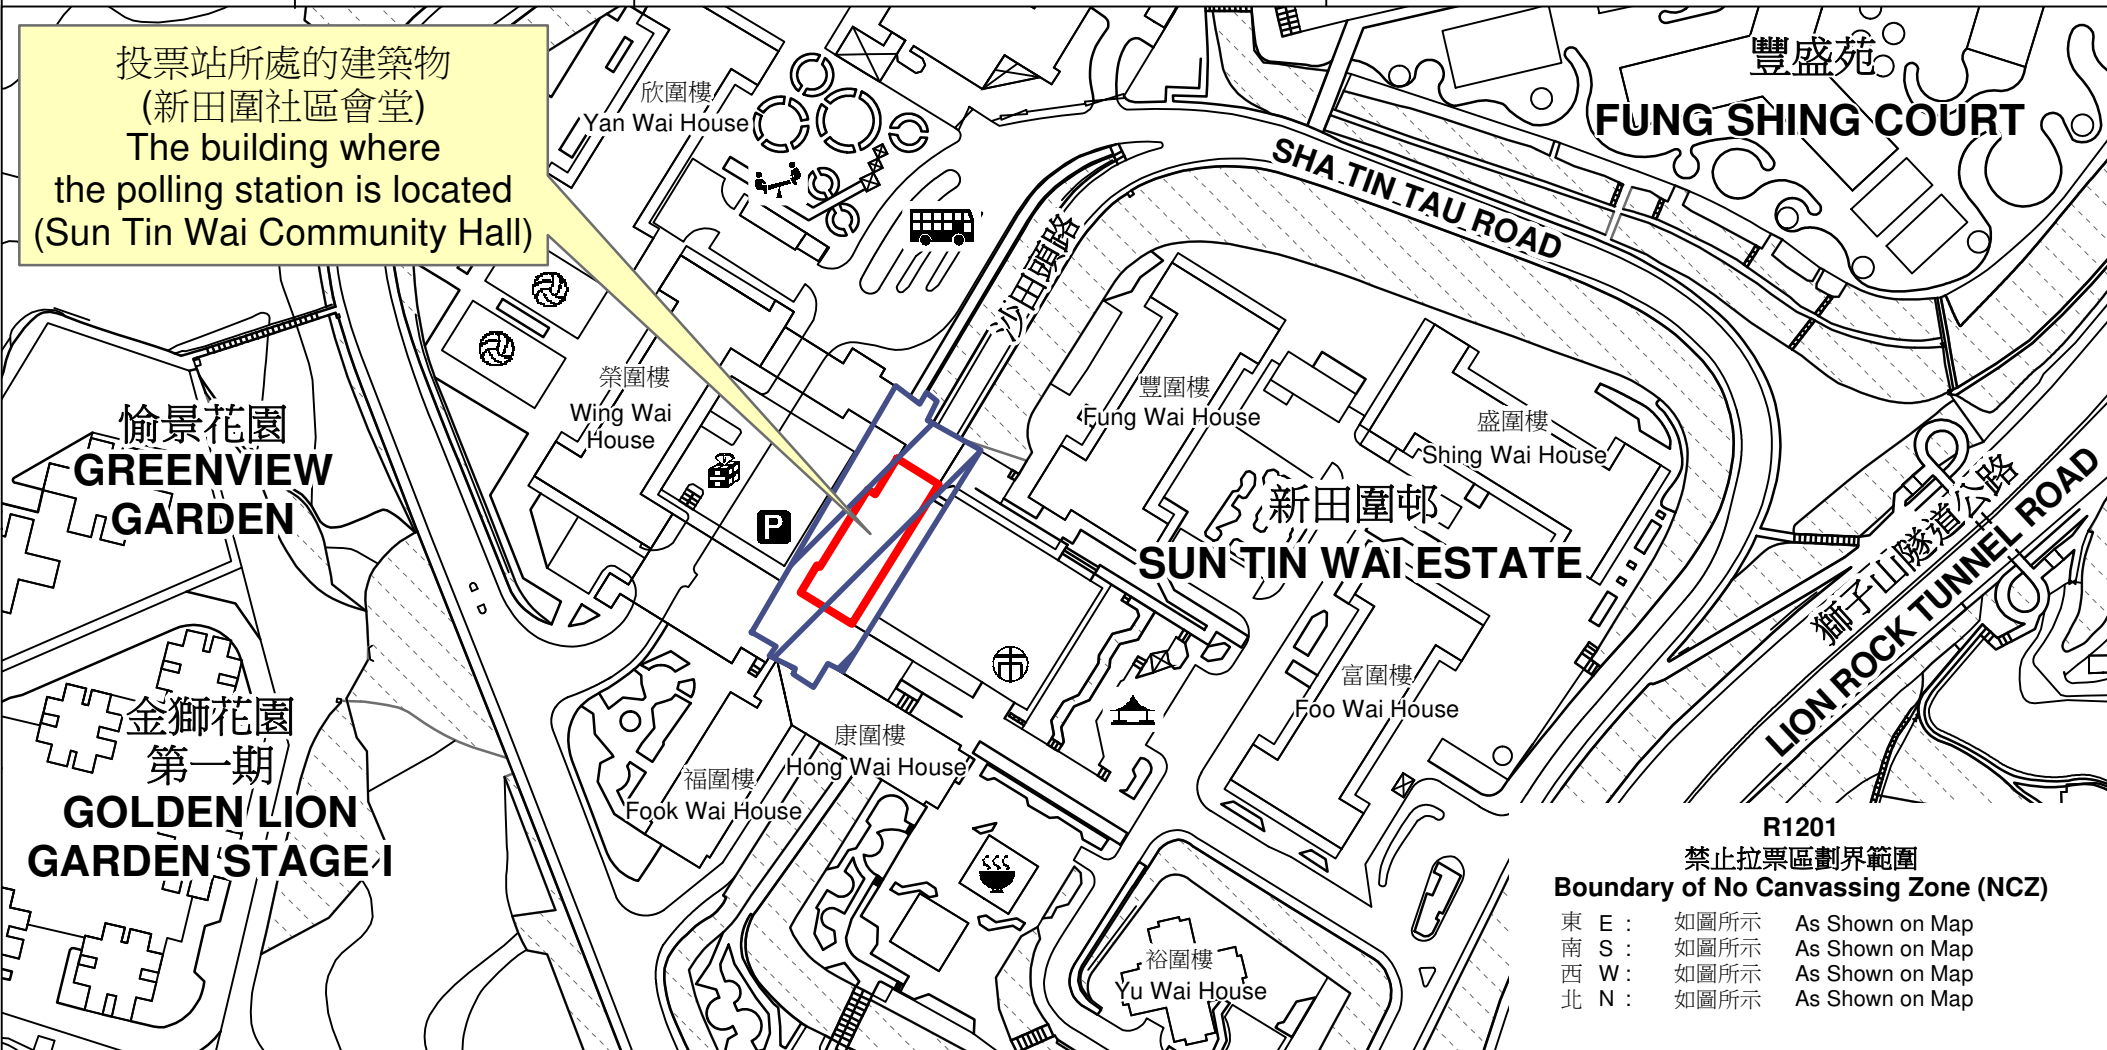 投票站所處的建築物
(新田圍社區會堂)
The building where
the polling station is located
(Sun Tin Wai Community Hall)
欣圍樓
Yan Wai House
豐盛苑
FUNG SHING COURT
SHA TIN TAU ROAD
沙田頭路
榮圍樓
Wing Wai
House
豐圍樓
Fung Wai House
盛圍樓
Shing Wai House
愉景花園
GREENVIEW
GARDEN
P
新田圍邨
SUN TIN WAI ESTATE
獅子山隧道公路
LION ROCK TUNNEL ROAD
金獅花園
第一期
GOLDEN LION
GARDEN STAGE I
富圍樓
Foo Wai House
康圍樓
Hong Wai House
福圍樓
Fook Wai House
裕圍樓
Yu Wai House
R1201
禁止拉票區劃界範圍
Boundary of No Canvassing Zone (NCZ)
東 E : 如圖所示 As Shown on Map
南 S : 如圖所示 As Shown on Map
西 W : 如圖所示 As Shown on Map
北 N : 如圖所示 As Shown on Map